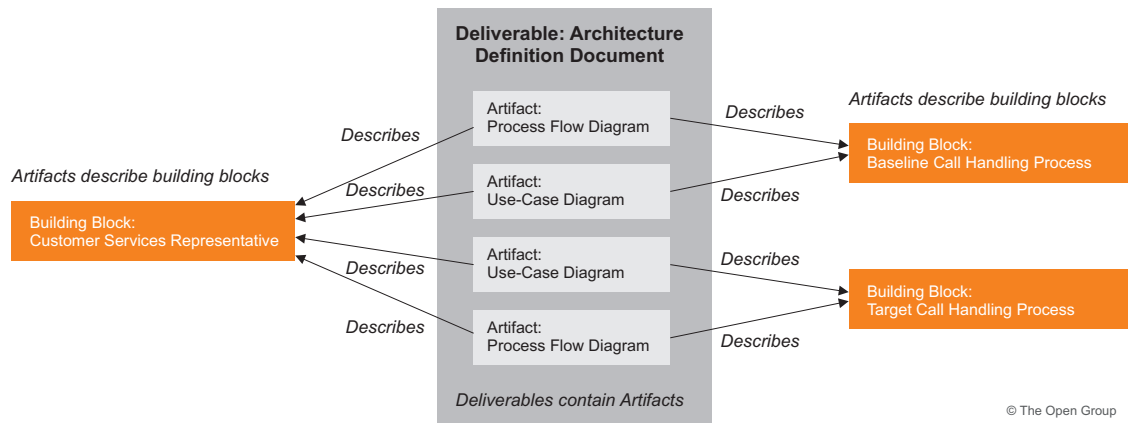 Deliverable: Architecture
Definition Document
Artifact:
Process Flow Diagram
Artifact:
Use-Case Diagram
Artifact:
Use-Case Diagram
Artifact:
Process Flow Diagram
Deliverables contain Artifacts
Artifacts describe building blocks
Building Block:
Customer Services Representative
Describes
Describes
Describes
Describes
Artifacts describe building blocks
Describes
Building Block:
Baseline Call Handling Process
Describes
Describes
Building Block:
Target Call Handling Process
Describes
© The Open Group